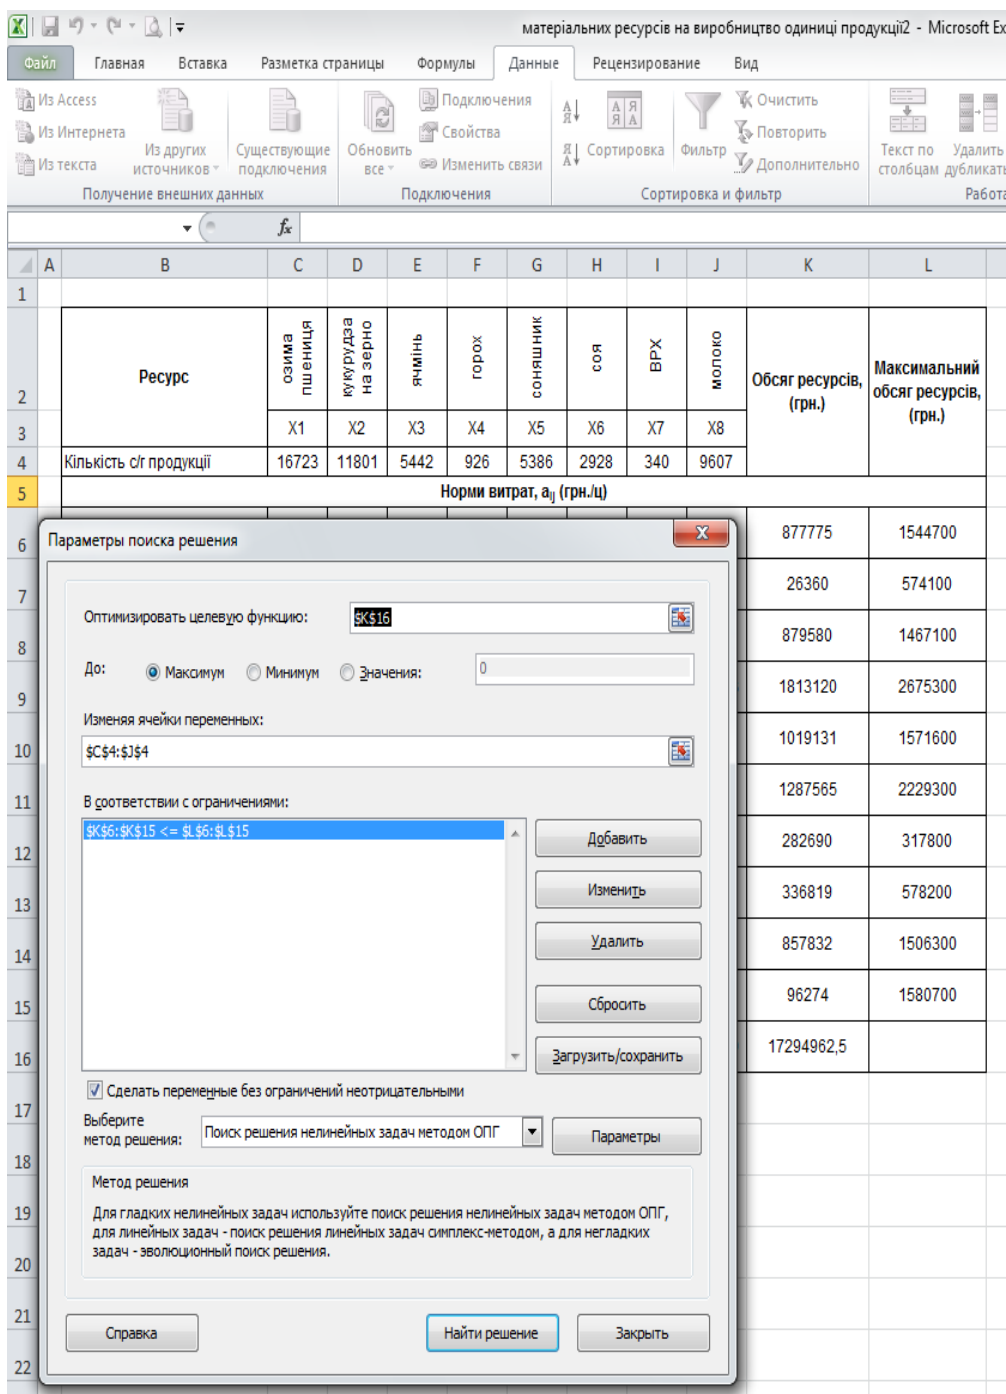 матеріальних ресурсів на виробництво одиниці продукції2 - Microsoft Ex
Файл Главная Вставка Разметка страницы Формулы Данные Рецензирование Вид
Из Access
Из Интернета
Из текста
Из других источников
Существующие подключения
Получение внешних данных
Обновить все
Подключения
Свойства
Изменить связи
Подключения
Сортировка
Фильтр
Очистить
Повторить
Дополнительно
Сортировка и фильтр
Текст по столбцам
Удалить дубликаты
Работа
fx
A B C D E F G H I J K L
1
2 Ресурс озима пшениця кукурудза на зерно ячмінь горох соняшник соя ВРХ молоко Обсяг ресурсів, (грн.) Максимальний обсяг ресурсів, (грн.)
3 X1 X2 X3 X4 X5 X6 X7 X8
4 Кількість с/г продукції 16723 11801 5442 926 5386 2928 340 9607
5 Норми витрат, aij (грн./ц)
6 877775 1544700
7 26360 574100
8 879580 1467100
9 1813120 2675300
10 1019131 1571600
11 1287565 2229300
12 282690 317800
13 336819 578200
14 857832 1506300
15 96274 1580700
16 17294962,5
17
18
19
20
21
22
Параметры поиска решения
X
Оптимизировать целевую функцию: $K$16
До: Максимум Минимум Значения: 0
Изменяя ячейки переменных:
$C$4:$J$4
В соответствии с ограничениями:
$K$6:$K$15 <= $L$6:$L$15
Добавить
Изменить
Удалить
Сбросить
Загрузить/сохранить
Сделать переменные без ограничений неотрицательными
Выберите
метод решения:
Поиск решения нелинейных задач методом ОПГ
Параметры
Метод решения
Для гладких нелинейных задач используйте поиск решения нелинейных задач методом ОПГ,
для линейных задач - поиск решения линейных задач симплекс-методом, а для негладких
задач - эволюционный поиск решения.
Справка
Найти решение
Закрыть